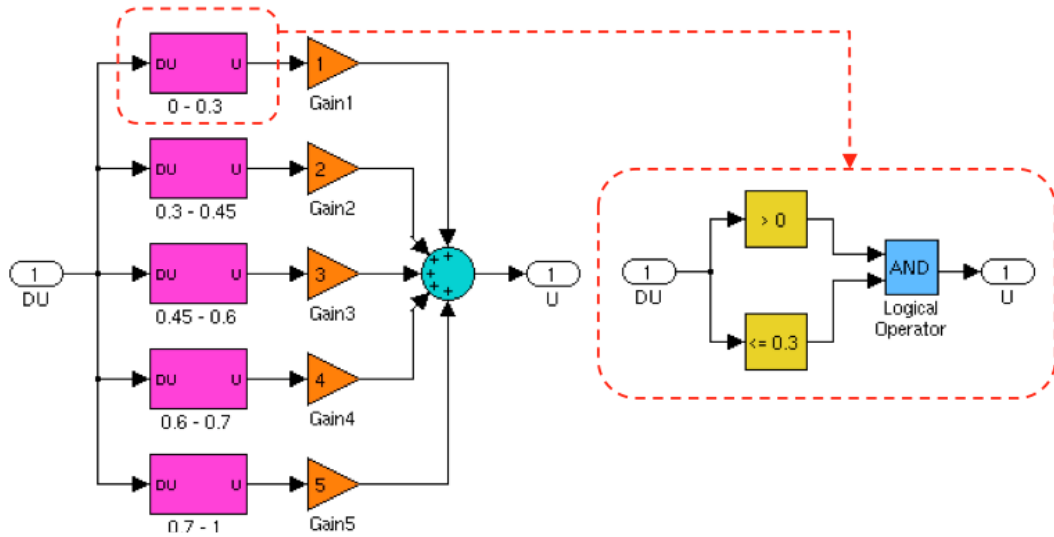 DU U 1
0 - 0.3 Gain1
DU U 2
0.3 - 0.45 Gain2
1 DU U 3 + + + + + 1
DU 0.45 - 0.6 Gain3 U
DU U 4
0.6 - 0.7 Gain4
DU U 5
0.7 - 1 Gain5
> 0
1 AND 1
DU Logical U
Operator
<= 0.3